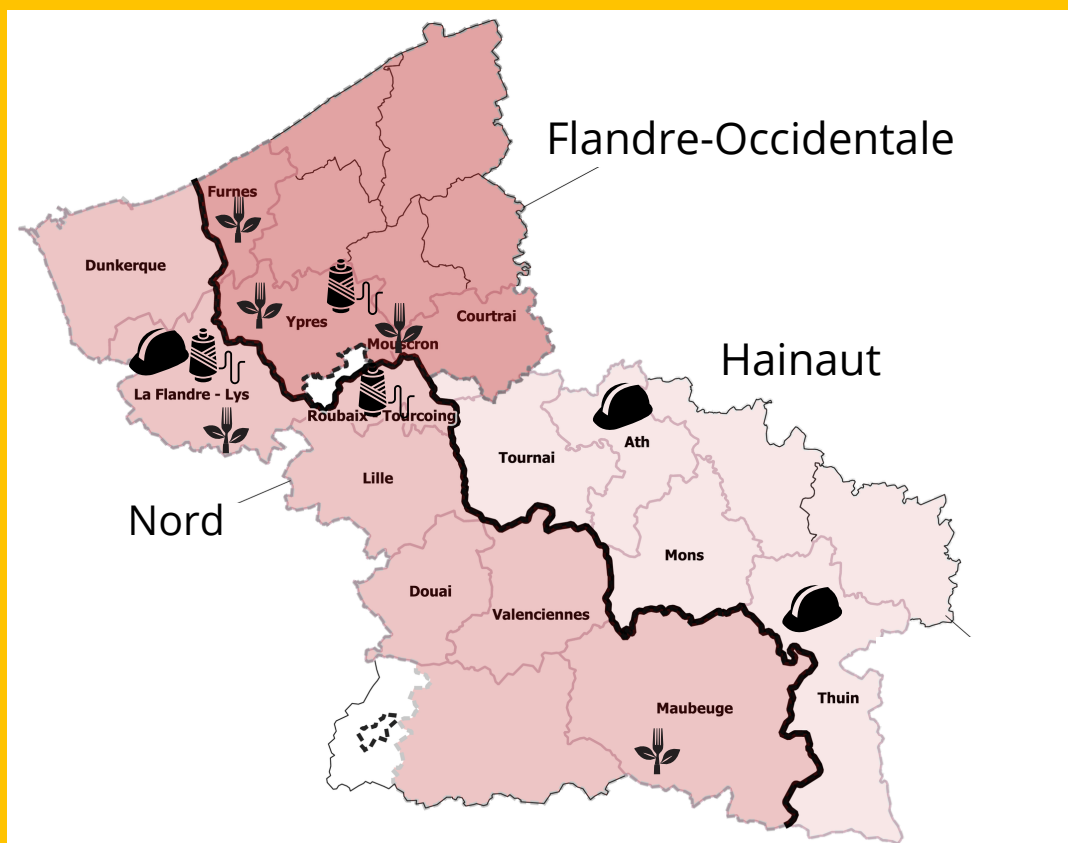 Flandre-Occidentale
Furnes
Dunkerque
Ypres
Courtrai
Mouscron
Hainaut
La Flandre - Lys
Roubaix - Tourcoing
Ath
Tournai
Lille
Nord
Mons
Douai
Valenciennes
Thuin
Maubeuge